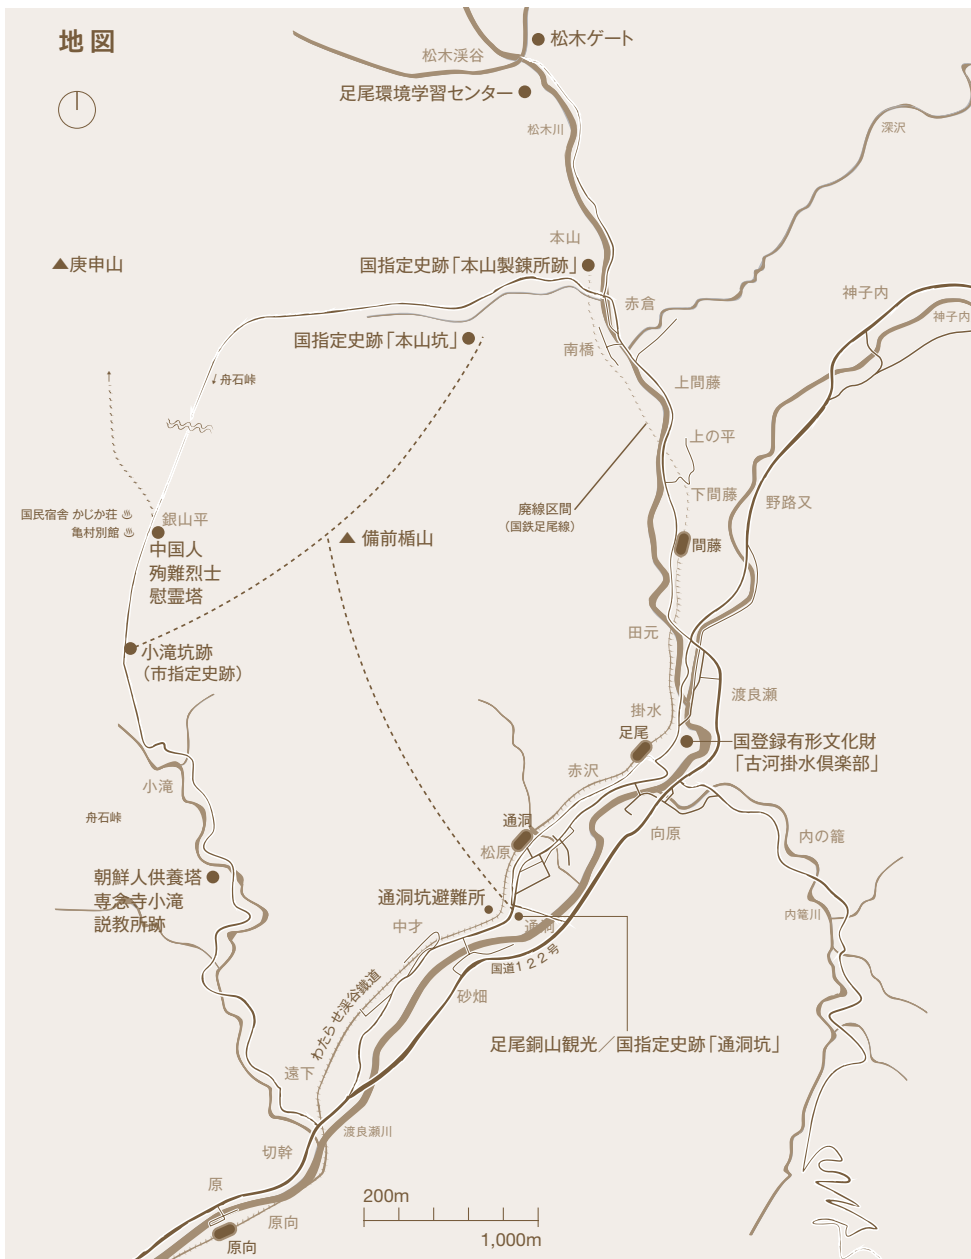 地図
松木ゲート
松木渓谷
足尾環境学習センター
松木川
深沢
本山
国指定史跡「本山製錬所跡」
庚申山
赤倉
神子内
神子内
国指定史跡「本山坑」
南橋
舟石峠
上間藤
上の平
下間藤
野路又
廃線区間
(国鉄足尾線)
国民宿舎 かじか荘
亀村別館
銀山平
中国人
殉難烈士
慰霊塔
備前楯山
間藤
田元
小滝坑跡
(市指定史跡)
渡良瀬
掛水
足尾
国登録有形文化財
「古河掛水倶楽部」
赤沢
小滝
舟石峠
通洞
松原
向原
内の籠
朝鮮人供養塔
専念寺小滝
説教所跡
通洞坑避難所
中才
通洞
内篭川
国道122号
砂畑
わたらせ渓谷鐵道
足尾銅山観光/国指定史跡「通洞坑」
遠下
渡良瀬川
切幹
原
原向
原向
200m
1,000m